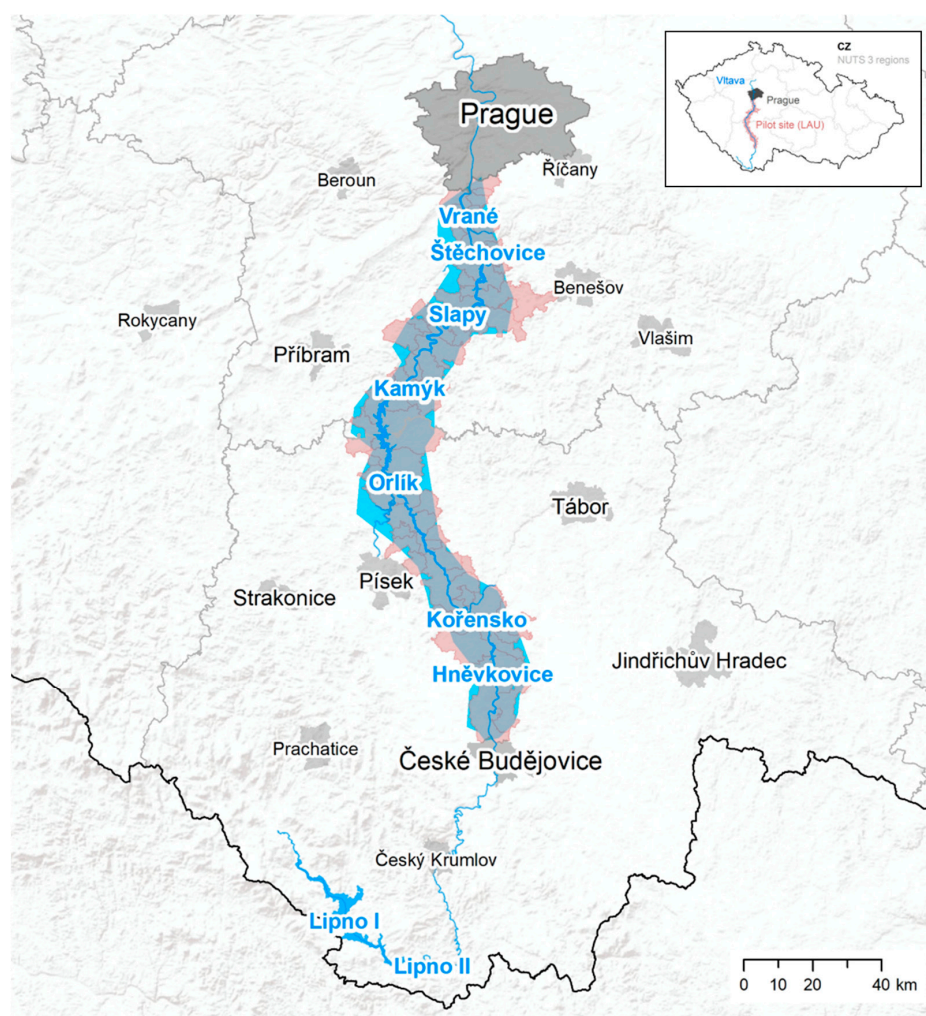 CZ
NUTS 3 regions
Vltava
Prague
Pilot site (LAU)
Prague
Beroun
Říčany
Vrané
Štěchovice
Benešov
Rokycany
Slapy
Příbram
Vlašim
Kamýk
Orlík
Tábor
Písek
Strakonice
Kořensko
Jindřichův Hradec
Hněvkovice
Prachatice
České Budějovice
Český Krumlov
Lipno I
Lipno II
0 10 20 40 km